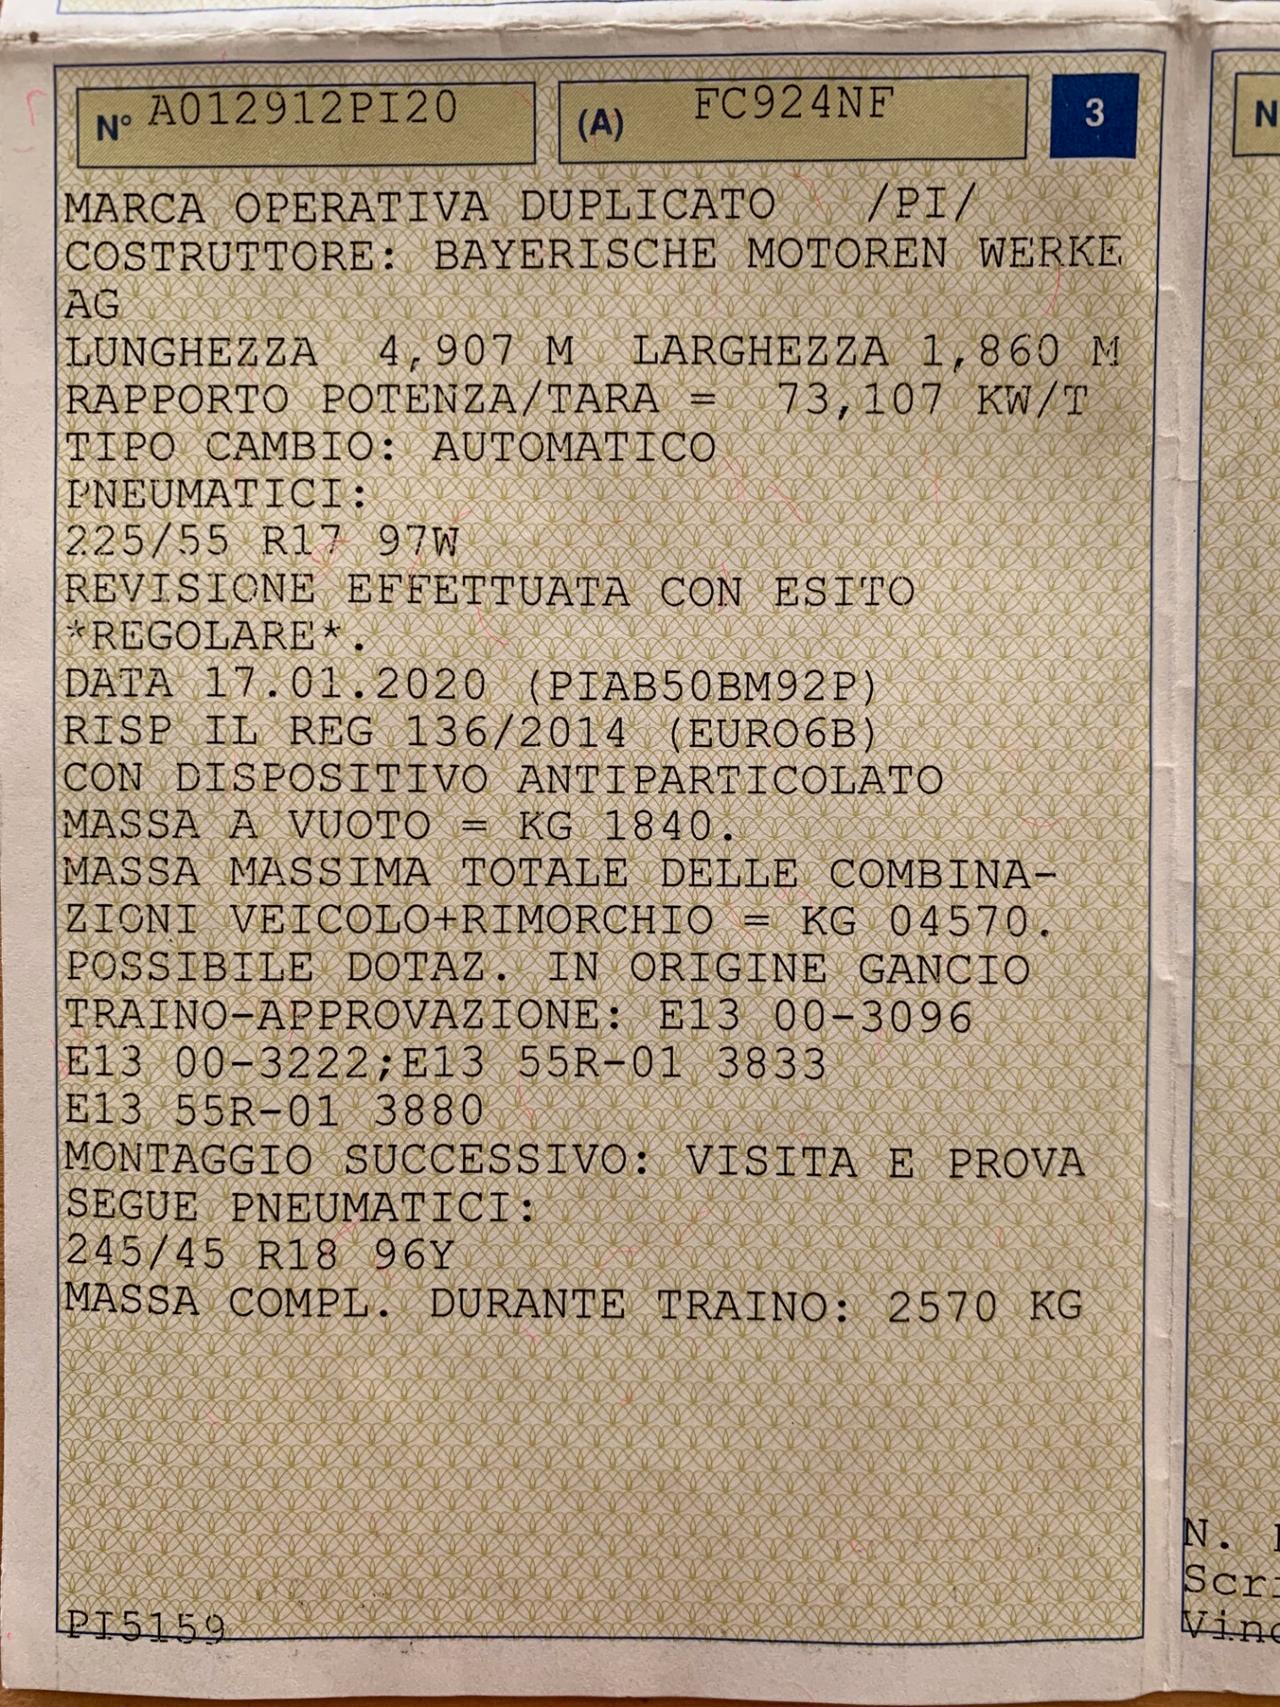 N° A012912PI20
(A) FC924NF
3
MARCA OPERATIVA DUPLICATO /PI/
COSTRUTTORE: BAYERISCHE MOTOREN WERKE
AG
LUNGHEZZA 4,907 M LARGHEZZA 1,860 M
RAPPORTO POTENZA/TARA = 73,107 KW/T
TIPO CAMBIO: AUTOMATICO
PNEUMATICI:
225/55 R17 97W
REVISIONE EFFETTUATA CON ESITO
*REGOLARE*.
DATA 17.01.2020 (PIAB50BM92P)
RISP IL REG 136/2014 (EURO6B)
CON DISPOSITIVO ANTIPARTICOLATO
MASSA A VUOTO = KG 1840.
MASSA MASSIMA TOTALE DELLE COMBINA-
ZIONI VEICOLO+RIMORCHIO = KG 04570.
POSSIBILE DOTAZ. IN ORIGINE GANCIO
TRAINO-APPROVAZIONE: E13 00-3096
E13 00-3222;E13 55R-01 3833
E13 55R-01 3880
MONTAGGIO SUCCESSIVO: VISITA E PROVA
SEGUE PNEUMATICI:
245/45 R18 96Y
MASSA COMPL. DURANTE TRAINO: 2570 KG
PI5159
N
N.
Scri
Vinc